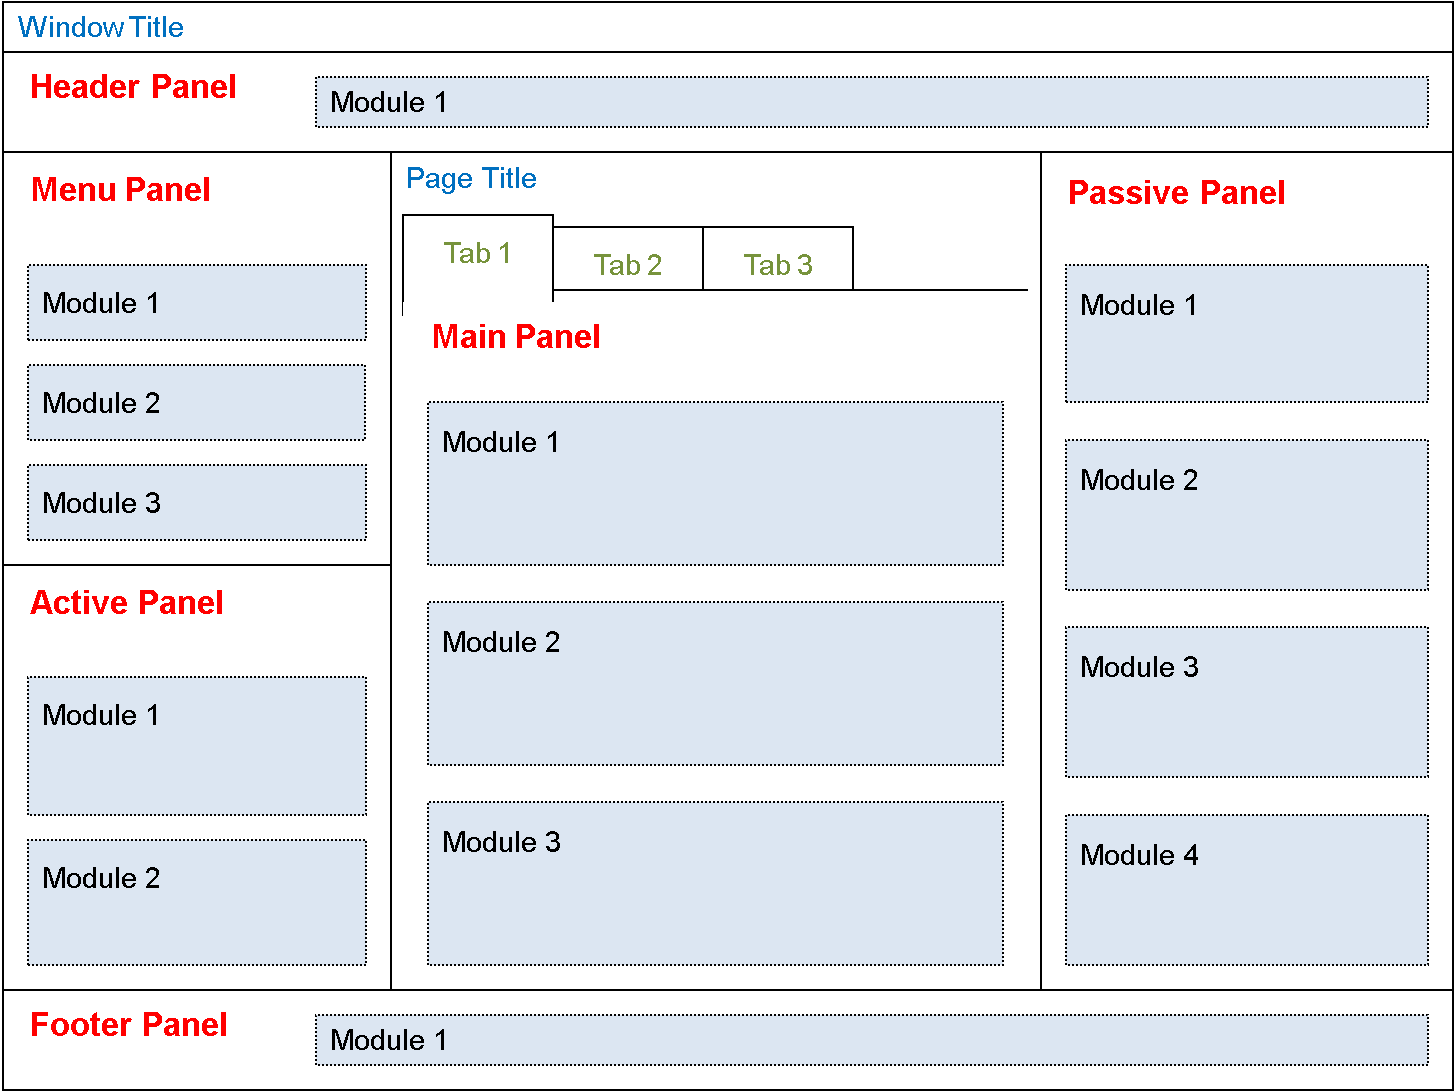 Window Title
Header Panel
Module 1
Menu Panel
Module 1
Module 2
Module 3
Active Panel
Module 1
Module 2
Page Title
Tab 1
Tab 2
Tab 3
Main Panel
Module 1
Module 2
Module 3
Passive Panel
Module 1
Module 2
Module 3
Module 4
Footer Panel
Module 1